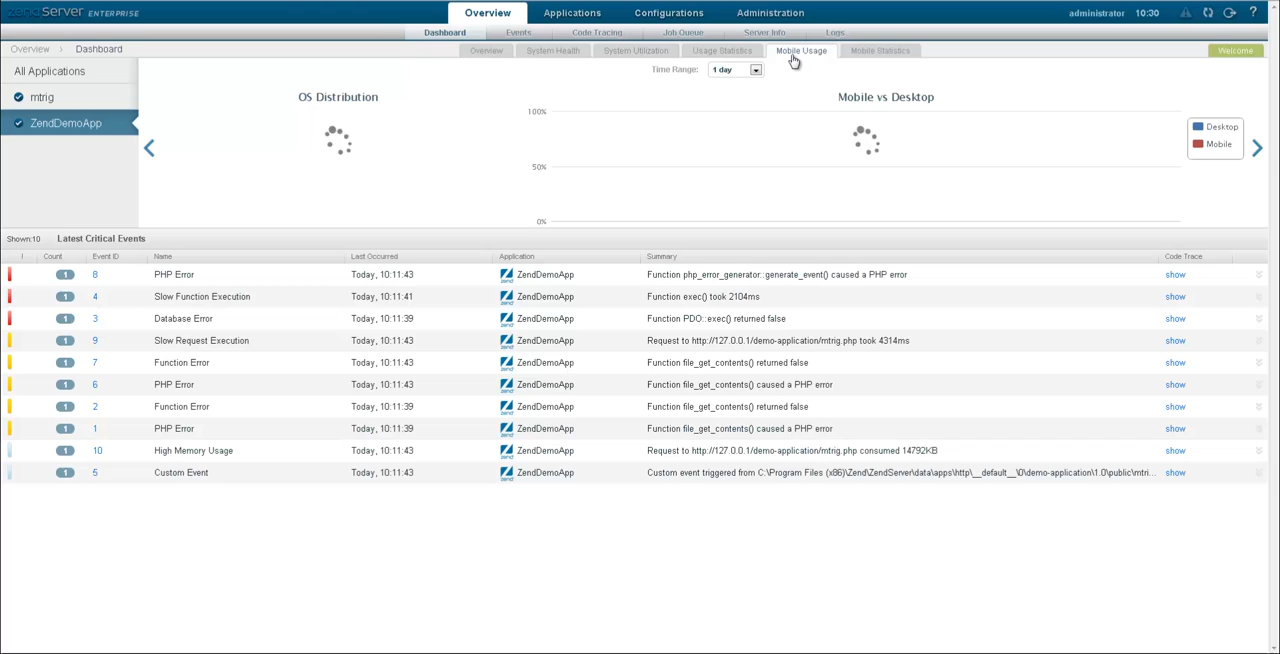 zendServer ENTERPRISE
Overview Applications Configurations Administration
administrator 10:30 ?
Dashboard Events Code Tracing Job Queue Server Info Logs
Overview > Dashboard
Overview System Health System Utilization Usage Statistics Mobile Usage Mobile Statistics Welcome
All Applications
mtrig
ZendDemoApp
Time Range: 1 day
OS Distribution
Mobile vs Desktop
100%
50%
0%
Desktop
Mobile
Shown:10 Latest Critical Events
! Count Event ID Name Last Occurred Application Summary Code Trace
1 8 PHP Error Today, 10:11:43 zend ZendDemoApp Function php_error_generator::generate_event() caused a PHP error show
1 4 Slow Function Execution Today, 10:11:41 zend ZendDemoApp Function exec() took 2104ms show
1 3 Database Error Today, 10:11:39 zend ZendDemoApp Function PDO::exec() returned false show
1 9 Slow Request Execution Today, 10:11:43 zend ZendDemoApp Request to http://127.0.0.1/demo-application/mtrig.php took 4314ms show
1 7 Function Error Today, 10:11:43 zend ZendDemoApp Function file_get_contents() returned false show
1 6 PHP Error Today, 10:11:43 zend ZendDemoApp Function file_get_contents() caused a PHP error show
1 2 Function Error Today, 10:11:39 zend ZendDemoApp Function file_get_contents() returned false show
1 1 PHP Error Today, 10:11:39 zend ZendDemoApp Function file_get_contents() caused a PHP error show
1 10 High Memory Usage Today, 10:11:43 zend ZendDemoApp Request to http://127.0.0.1/demo-application/mtrig.php consumed 14792KB show
1 5 Custom Event Today, 10:11:43 zend ZendDemoApp Custom event triggered from C:\Program Files (x86)\Zend\ZendServer\data\apps\http\__default__\0\demo-application\1.0\public\mtri... show